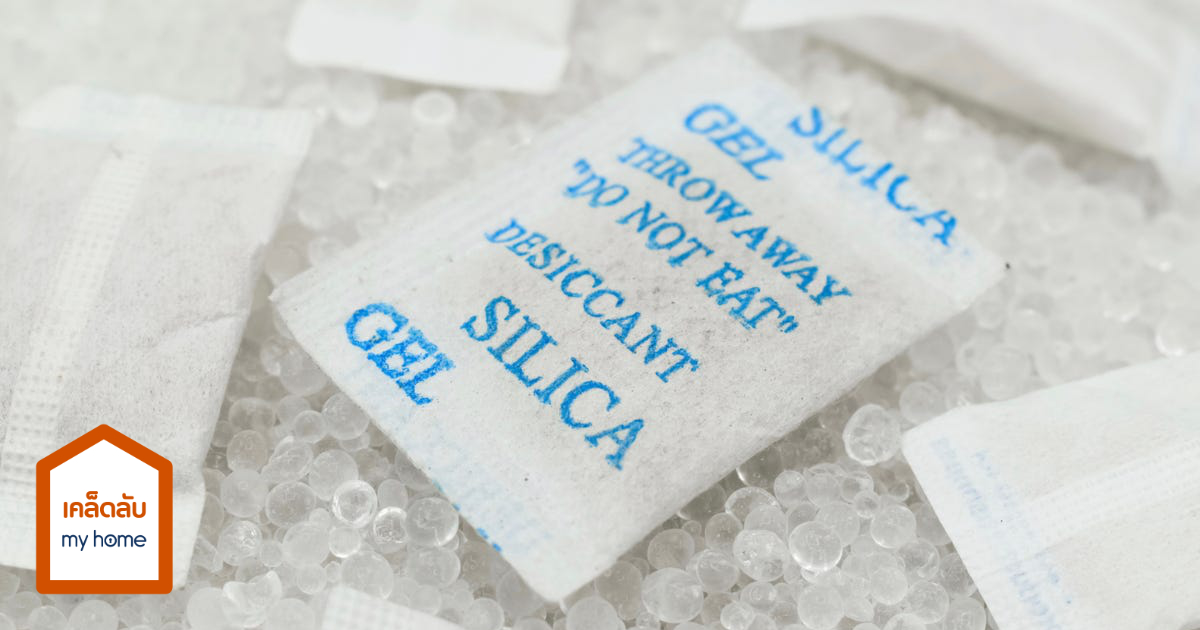 SILICA
GEL
THROW AWAY
"DO NOT EAT"
DESICCANT
SILICA
GEL
เคล็ดลับ
my home